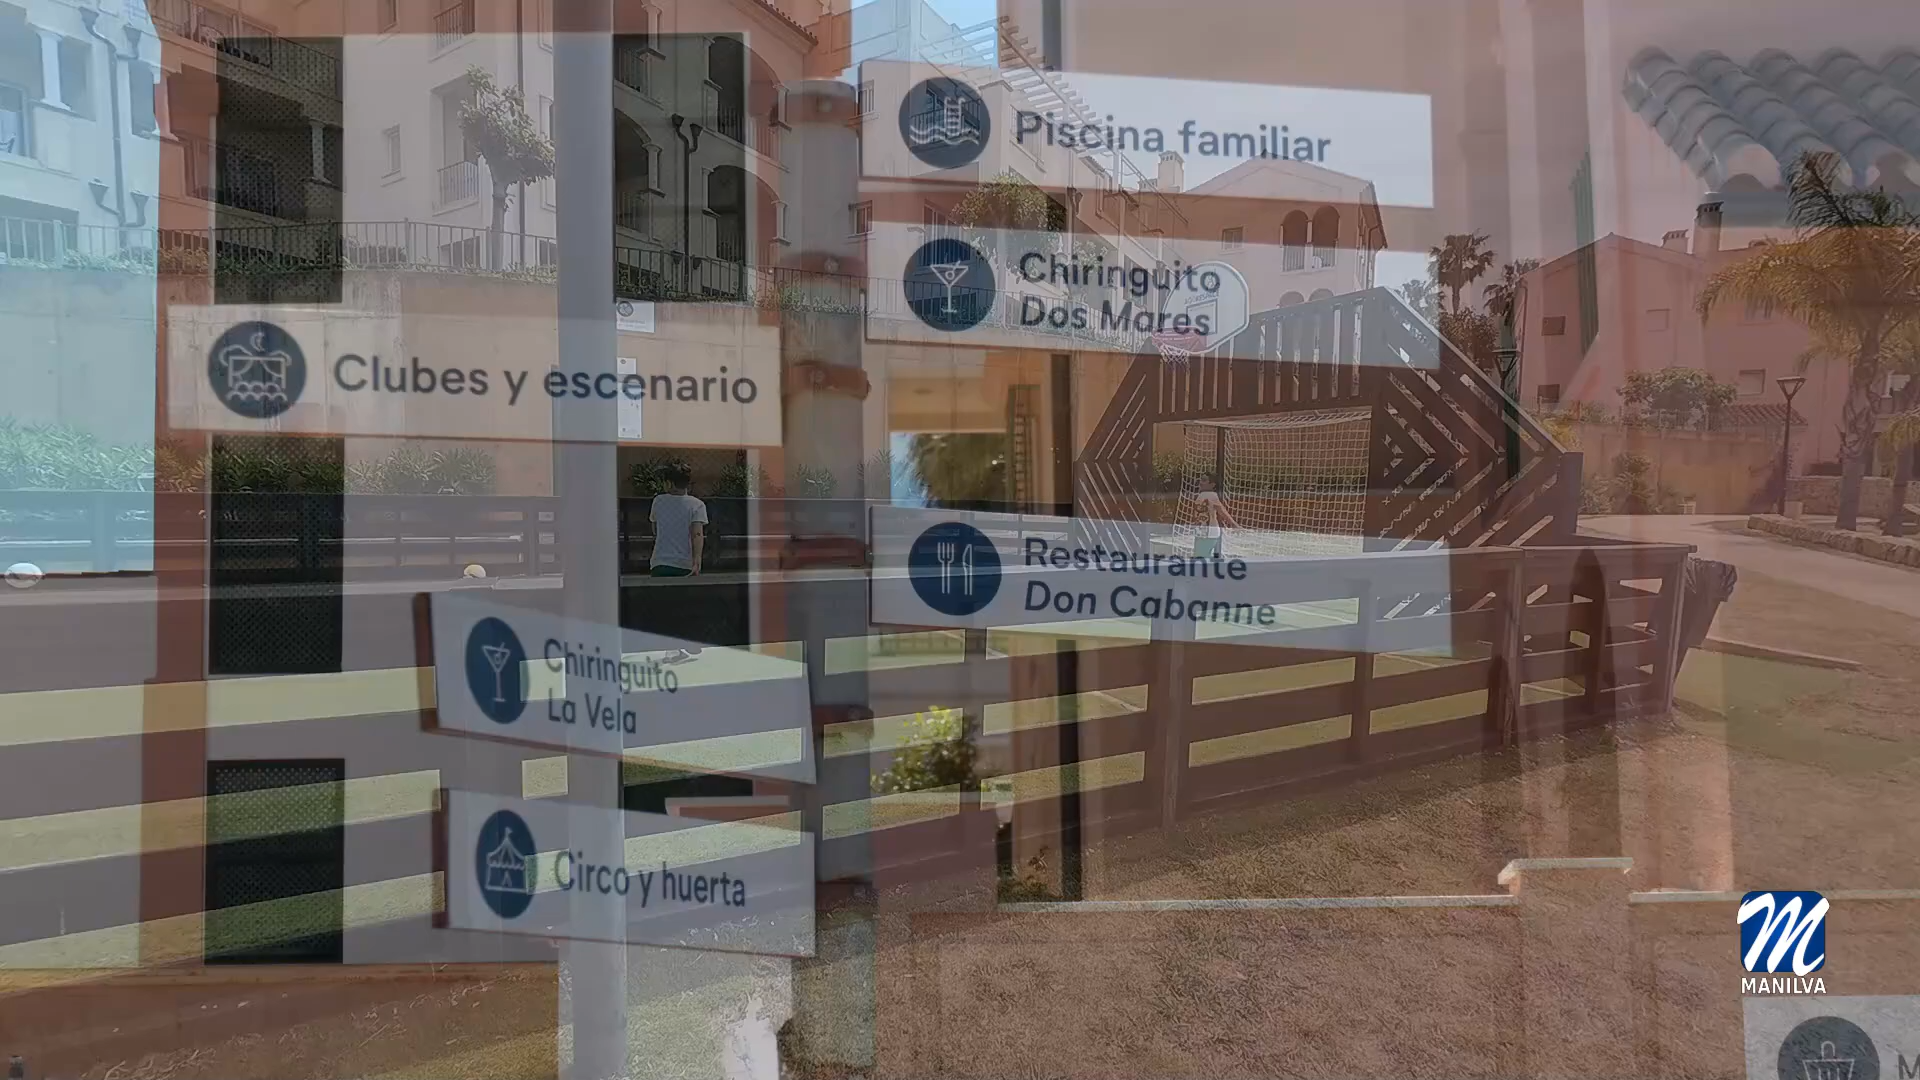 Piscina familiar
Chiringuito
Dos Mares
Clubes y escenario
Restaurante
Don Cabanne
Chiringuito
La Vela
Circo y huerta
M
MANILVA
M